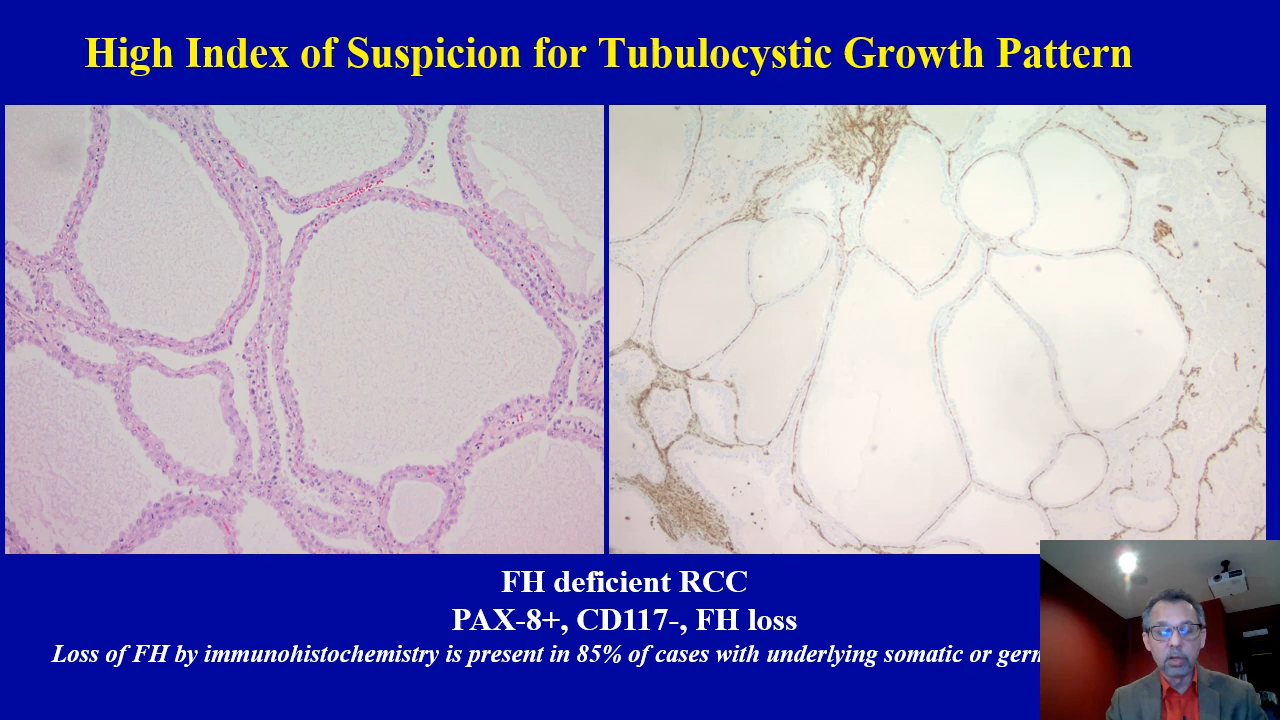 High Index of Suspicion for Tubulocystic Growth Pattern
FH deficient RCC
PAX-8+, CD117-, FH loss
Loss of FH by immunohistochemistry is present in 85% of cases with underlying somatic or